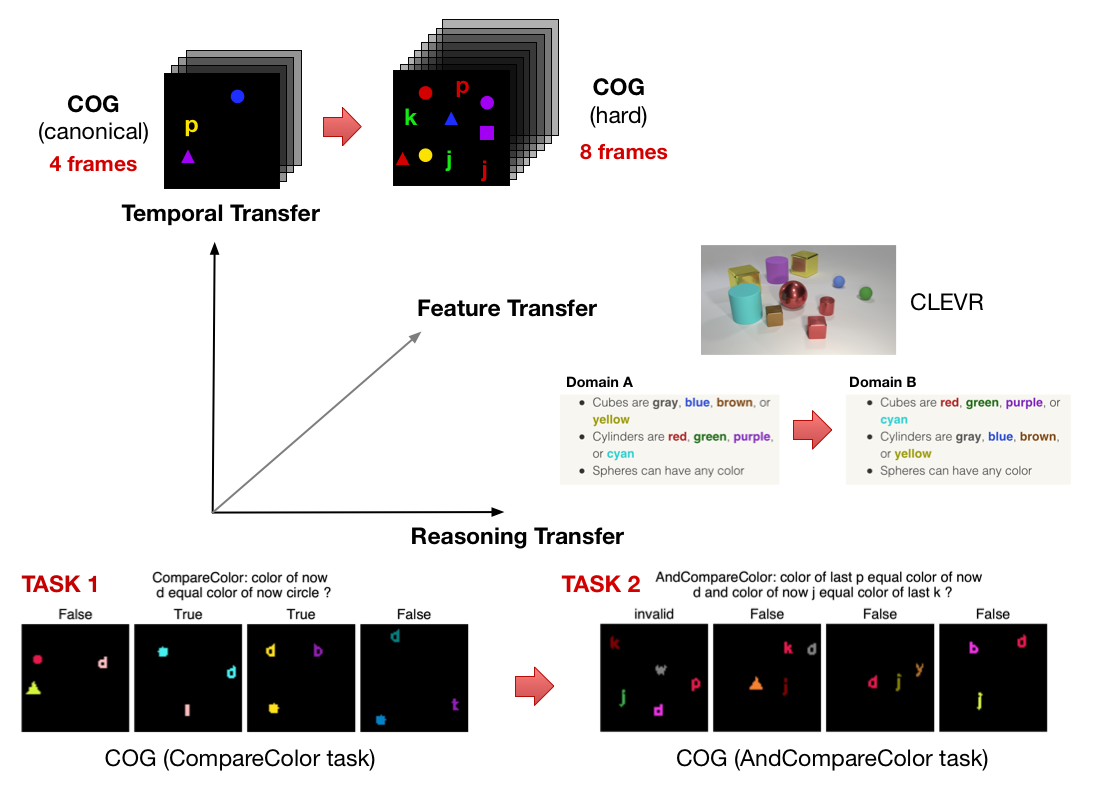 COG
(canonical)
4 frames
p
p
k
j
j
COG
(hard)
8 frames
Temporal Transfer
Feature Transfer
CLEVR
Domain A
• Cubes are gray, blue, brown, or
yellow
• Cylinders are red, green, purple,
or cyan
• Spheres can have any color
Domain B
• Cubes are red, green, purple, or
cyan
• Cylinders are gray, blue, brown,
or yellow
• Spheres can have any color
Reasoning Transfer
TASK 1
CompareColor: color of now
d equal color of now circle ?
False
True
True
False
d
d
l
d
b
d
t
COG (CompareColor task)
TASK 2
AndCompareColor: color of last p equal color of now
d and color of now j equal color of last k ?
invalid
False
False
False
k
w
p
j
d
k d
j
y
d j
b d
j
COG (AndCompareColor task)